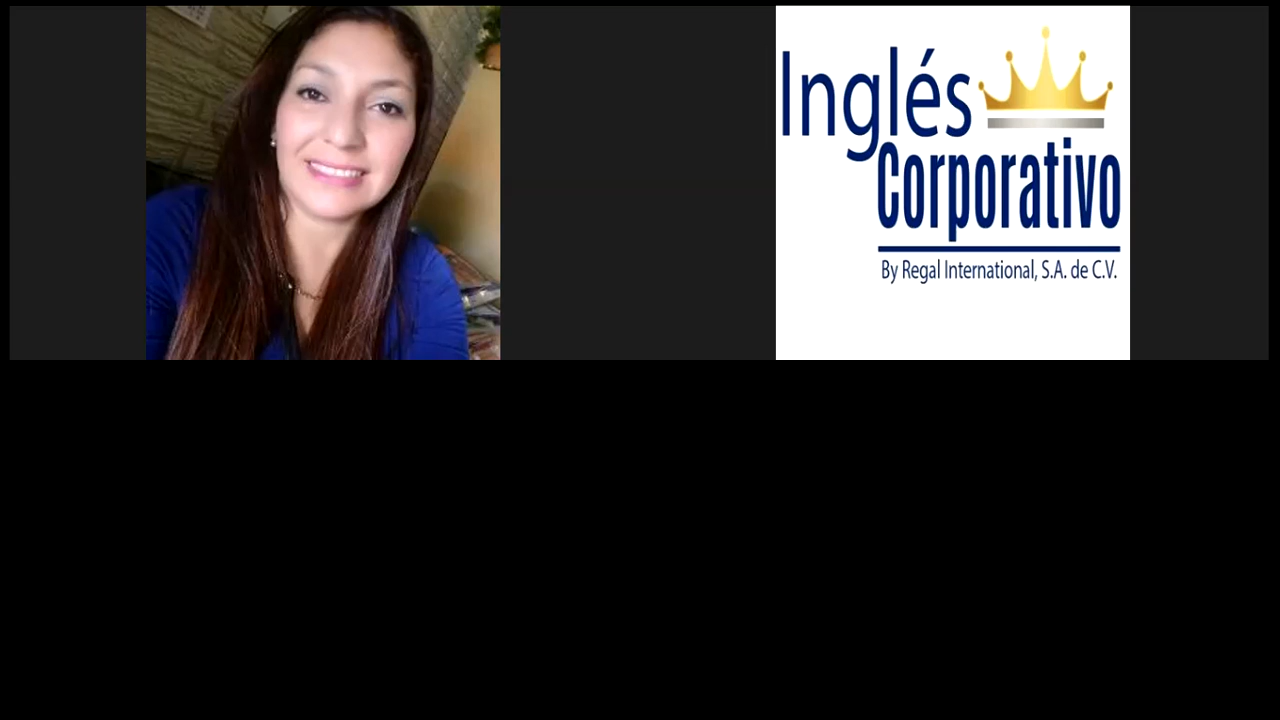 Inglés
Corporativo
By Regal International, S.A. de C.V.